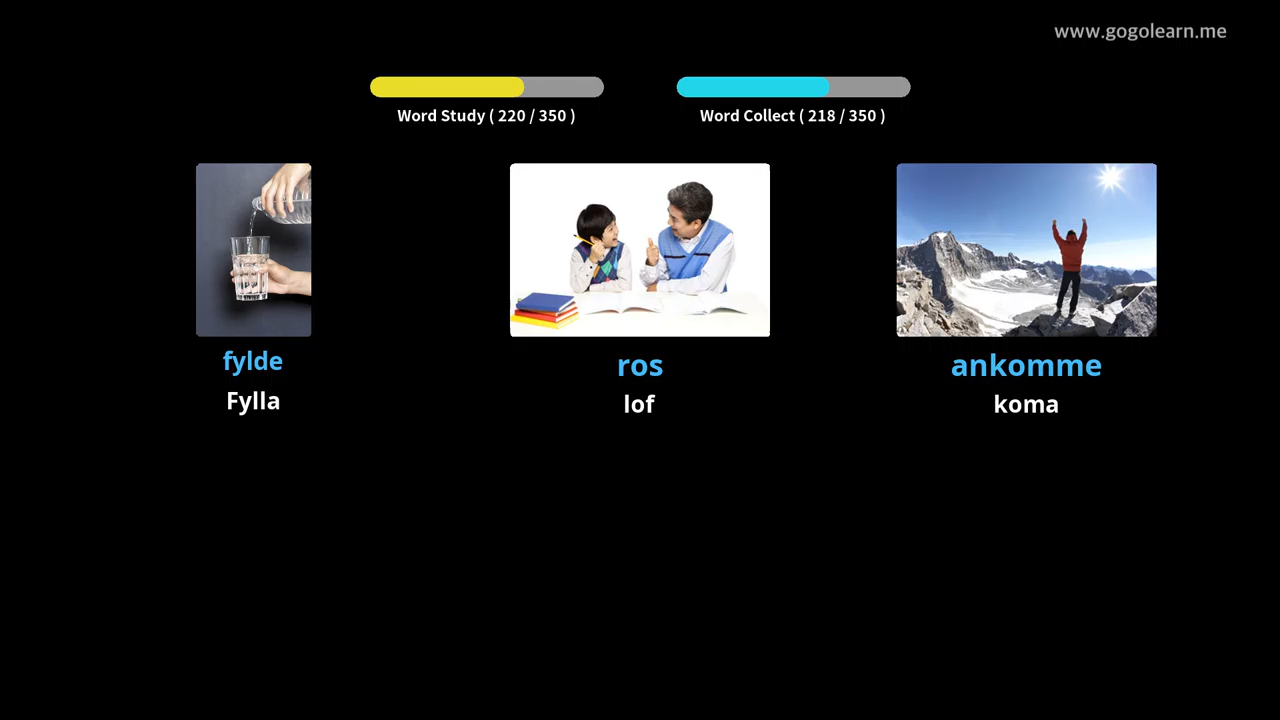 www.gogolearn.me
Word Study ( 220 / 350 )
Word Collect ( 218 / 350 )
fylde
ros
ankomme
Fylla
lof
koma